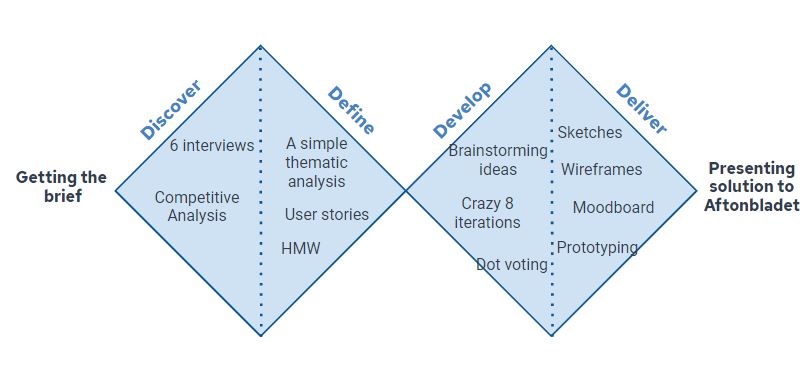 Getting the
brief
Discover
6 interviews
Competitive
Analysis
Define
A simple
thematic
analysis
User stories
HMW
Develop
Brainstorming
ideas
Crazy 8
iterations
Dot voting
Deliver
Sketches
Wireframes
Moodboard
Prototyping
Presenting
solution to
Aftonbladet